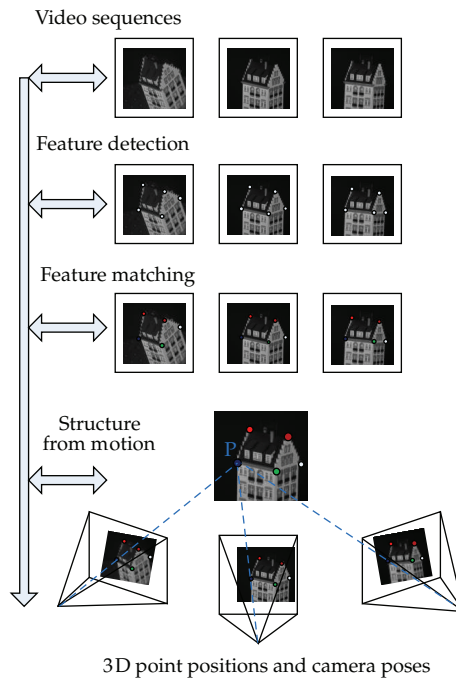 Video sequences
Feature detection
Feature matching
Structure
from motion
P
3D point positions and camera poses